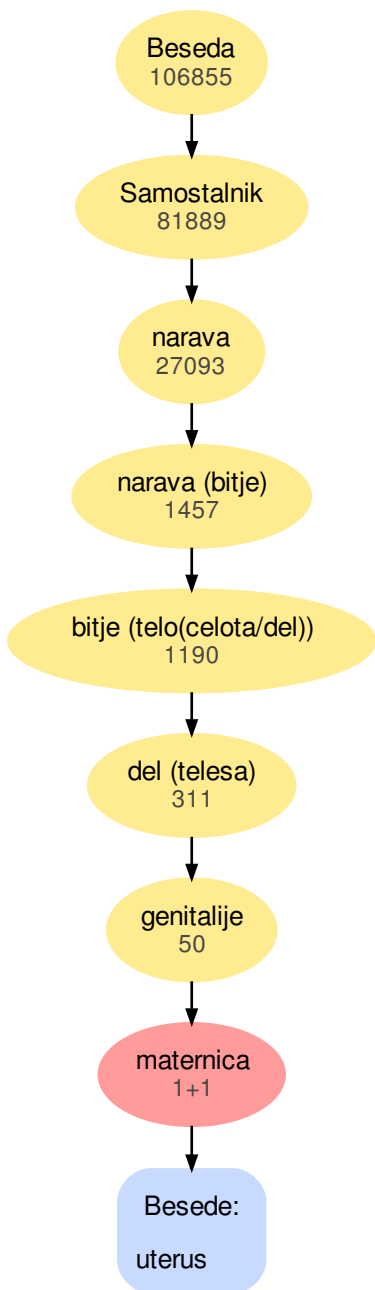 Beseda
106855
Samostalnik
81889
narava
27093
narava (bitje)
1457
bitje (telo(celota/del))
1190
del (telesa)
311
genitalije
50
maternica
1+1
Besede:
uterus